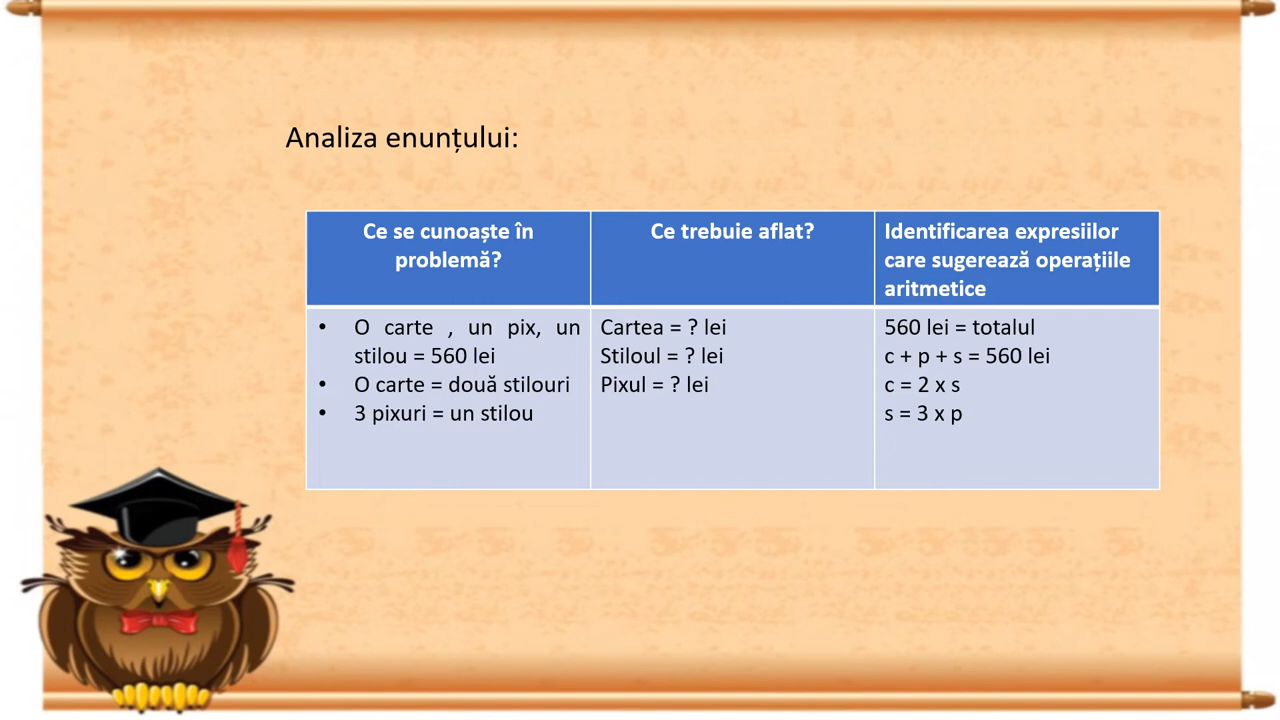 Analiza enunțului:
Ce se cunoaște în
problemă?
Ce trebuie aflat?
Identificarea expresiilor
care sugerează operațiile
aritmetice
• O carte , un pix, un
stilou = 560 lei
• O carte = două stilouri
• 3 pixuri = un stilou
Cartea = ? lei
Stiloul = ? lei
Pixul = ? lei
560 lei = totalul
c + p + s = 560 lei
c = 2 x s
s = 3 x p